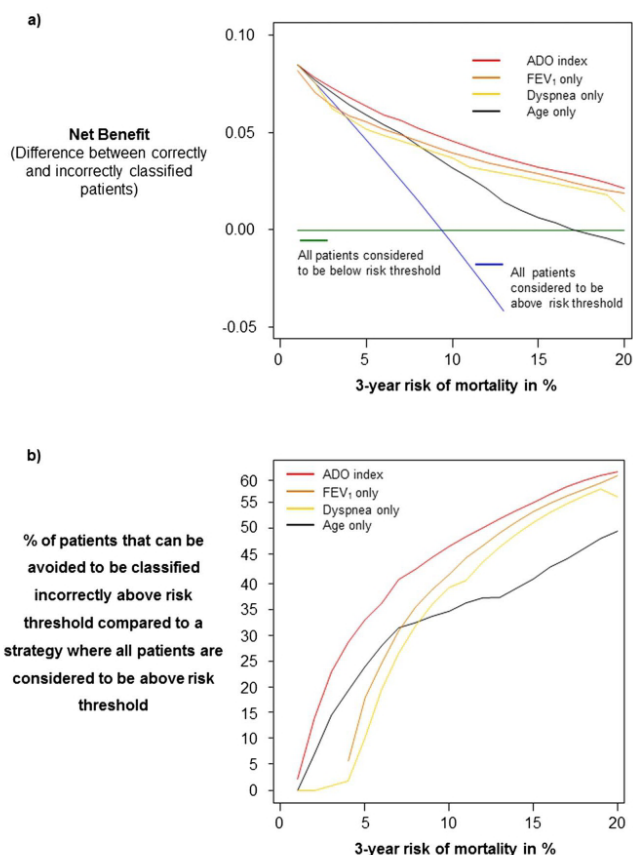 a)
Net Benefit
(Difference between correctly
and incorrectly classified
patients)
0.10
0.05
0.00
-0.05
ADO index
FEV₁ only
Dyspnea only
Age only
All patients considered
to be below risk threshold
All patients
considered to be
above risk threshold
0
5
10
15
20
3-year risk of mortality in %
b)
% of patients that can be
avoided to be classified
incorrectly above risk
threshold compared to a
strategy where all patients are
considered to be above risk
threshold
60
55
50
45
40
35
30
25
20
15
10
5
0
ADO index
FEV₁ only
Dyspnea only
Age only
0
5
10
15
20
3-year risk of mortality in %